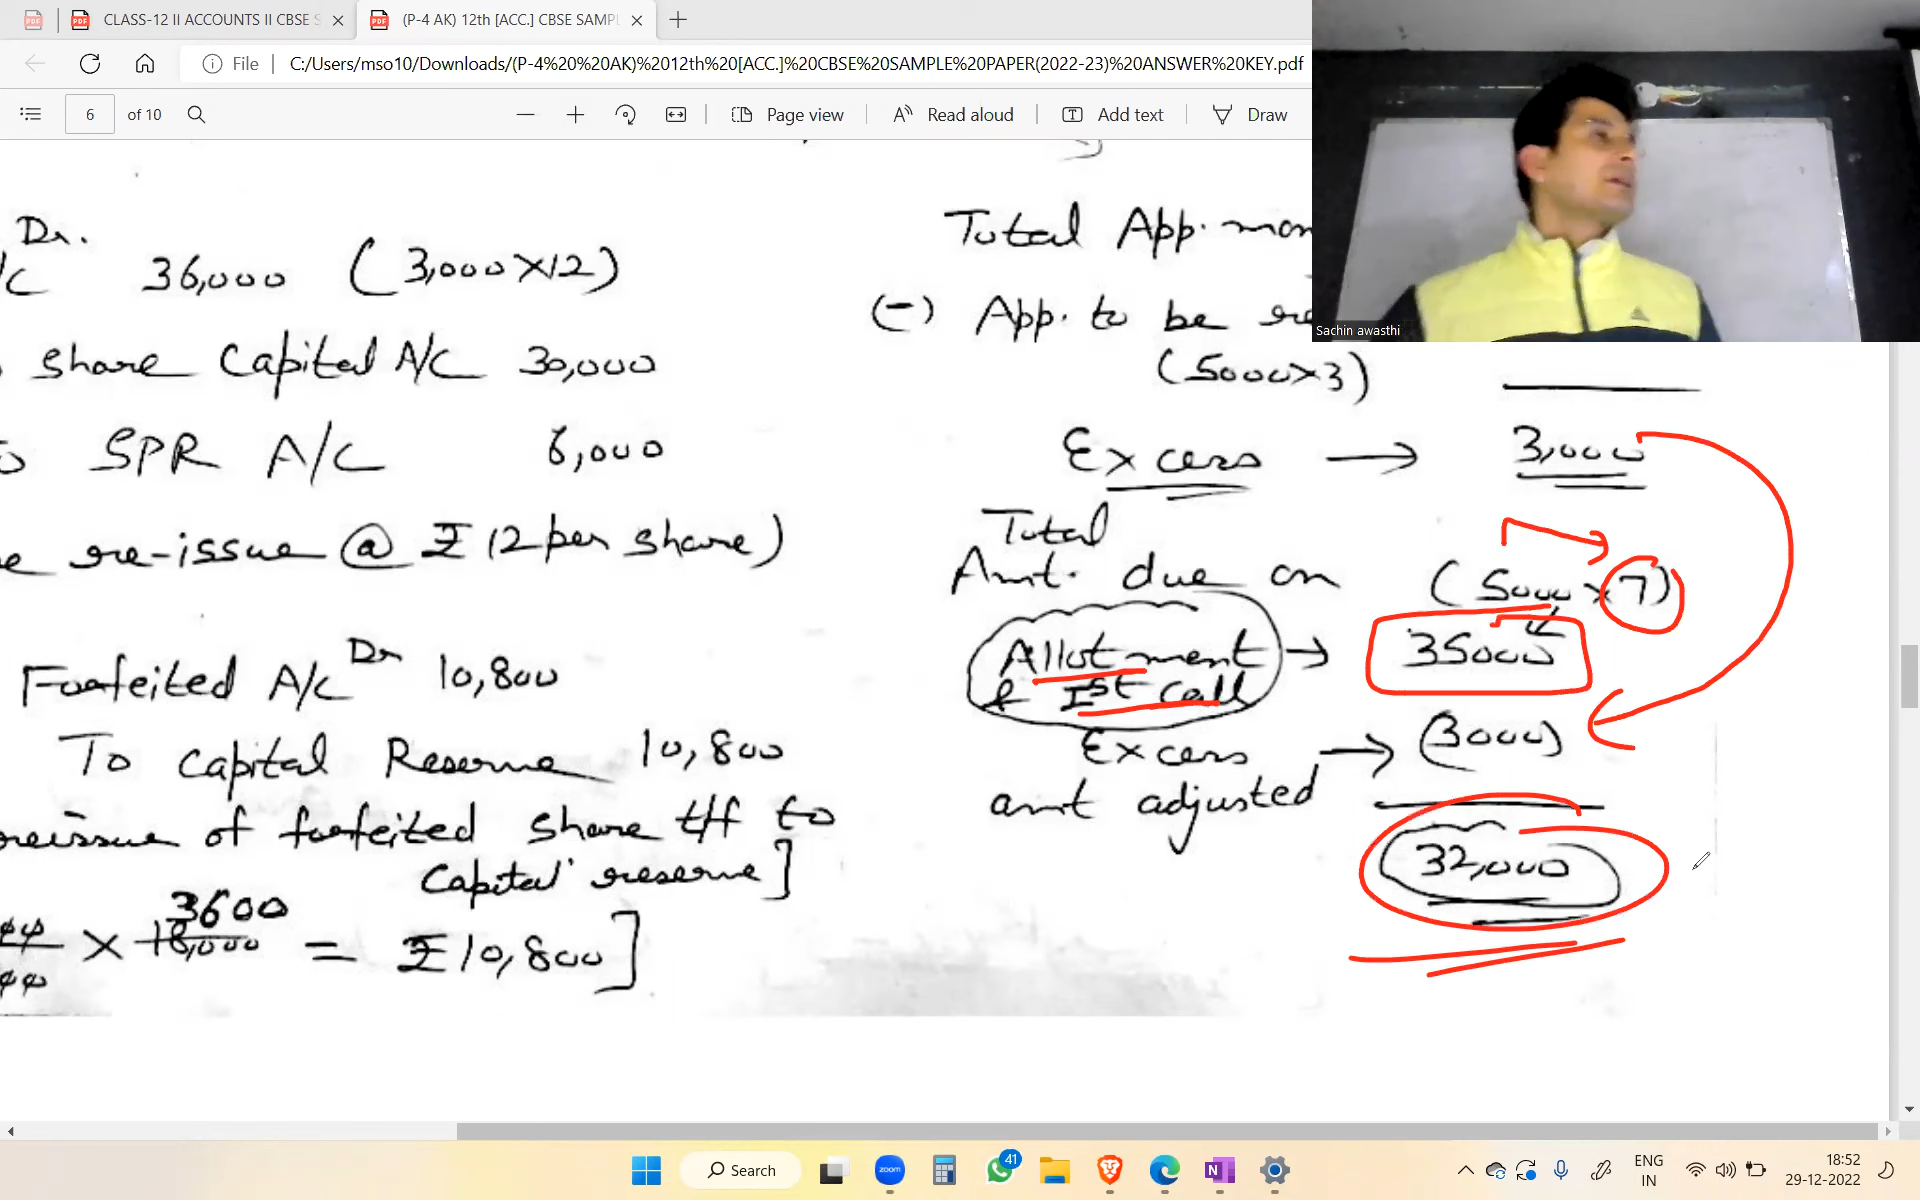 CLASS-12 II ACCOUNTS II CBSE S
(P-4 AK) 12th [ACC.] CBSE SAMPL
File
C:/Users/mso10/Downloads/(P-4%20%20AK)%2012th%20[ACC.]%20CBSE%20SAMPLE%20PAPER(2022-23)%20ANSWER%20KEY.pdf
6 of 10
Page view
Read aloud
Add text
Draw
Sachin awasthi
Dr.
/C 36,000 (3,000×12)
Share Capital A/C 30,000
SPR A/C 6,000
re-issue @ ₹ 12 per share)
Forfeited A/C Dr 10,800
To Capital Reserve 10,800
reissue of forfeited share t/f to
Capital reserve]
× 3600
18,000 = ₹ 10,800]
Total App. mon
(-) App. to be re
(5000×3)
Excess → 3,000
Total
Amt. due on (5000 × 7)
Allotment → 35000
& Ist Call
Excess → (3000)
amt adjusted
32,000
Search
zoom
41
ENG
IN
18:52
29-12-2022